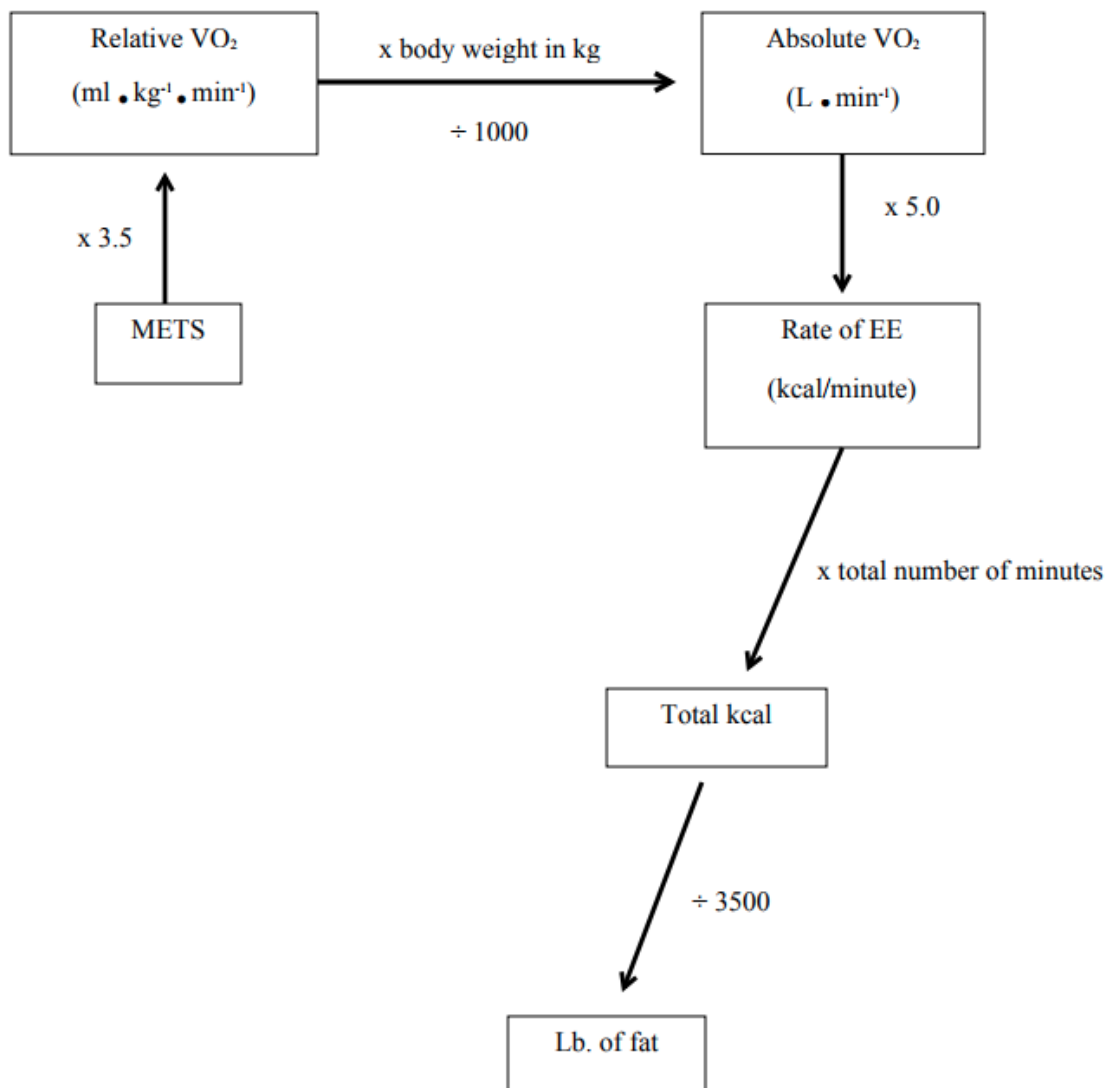 Relative VO₂
(ml • kg⁻¹ • min⁻¹)
x body weight in kg
÷ 1000
Absolute VO₂
(L • min⁻¹)
x 3.5
METS
x 5.0
Rate of EE
(kcal/minute)
x total number of minutes
Total kcal
÷ 3500
Lb. of fat